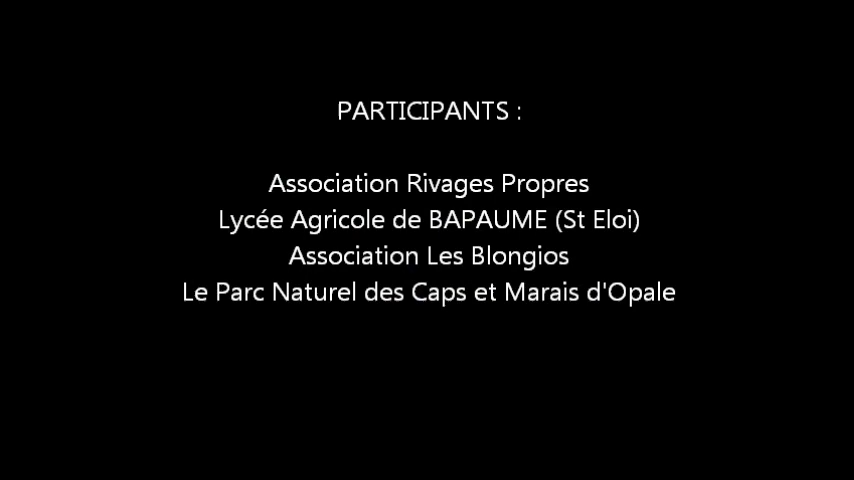 PARTICIPANTS :
Association Rivages Propres
Lycée Agricole de BAPAUME (St Eloi)
Association Les Blongios
Le Parc Naturel des Caps et Marais d'Opale